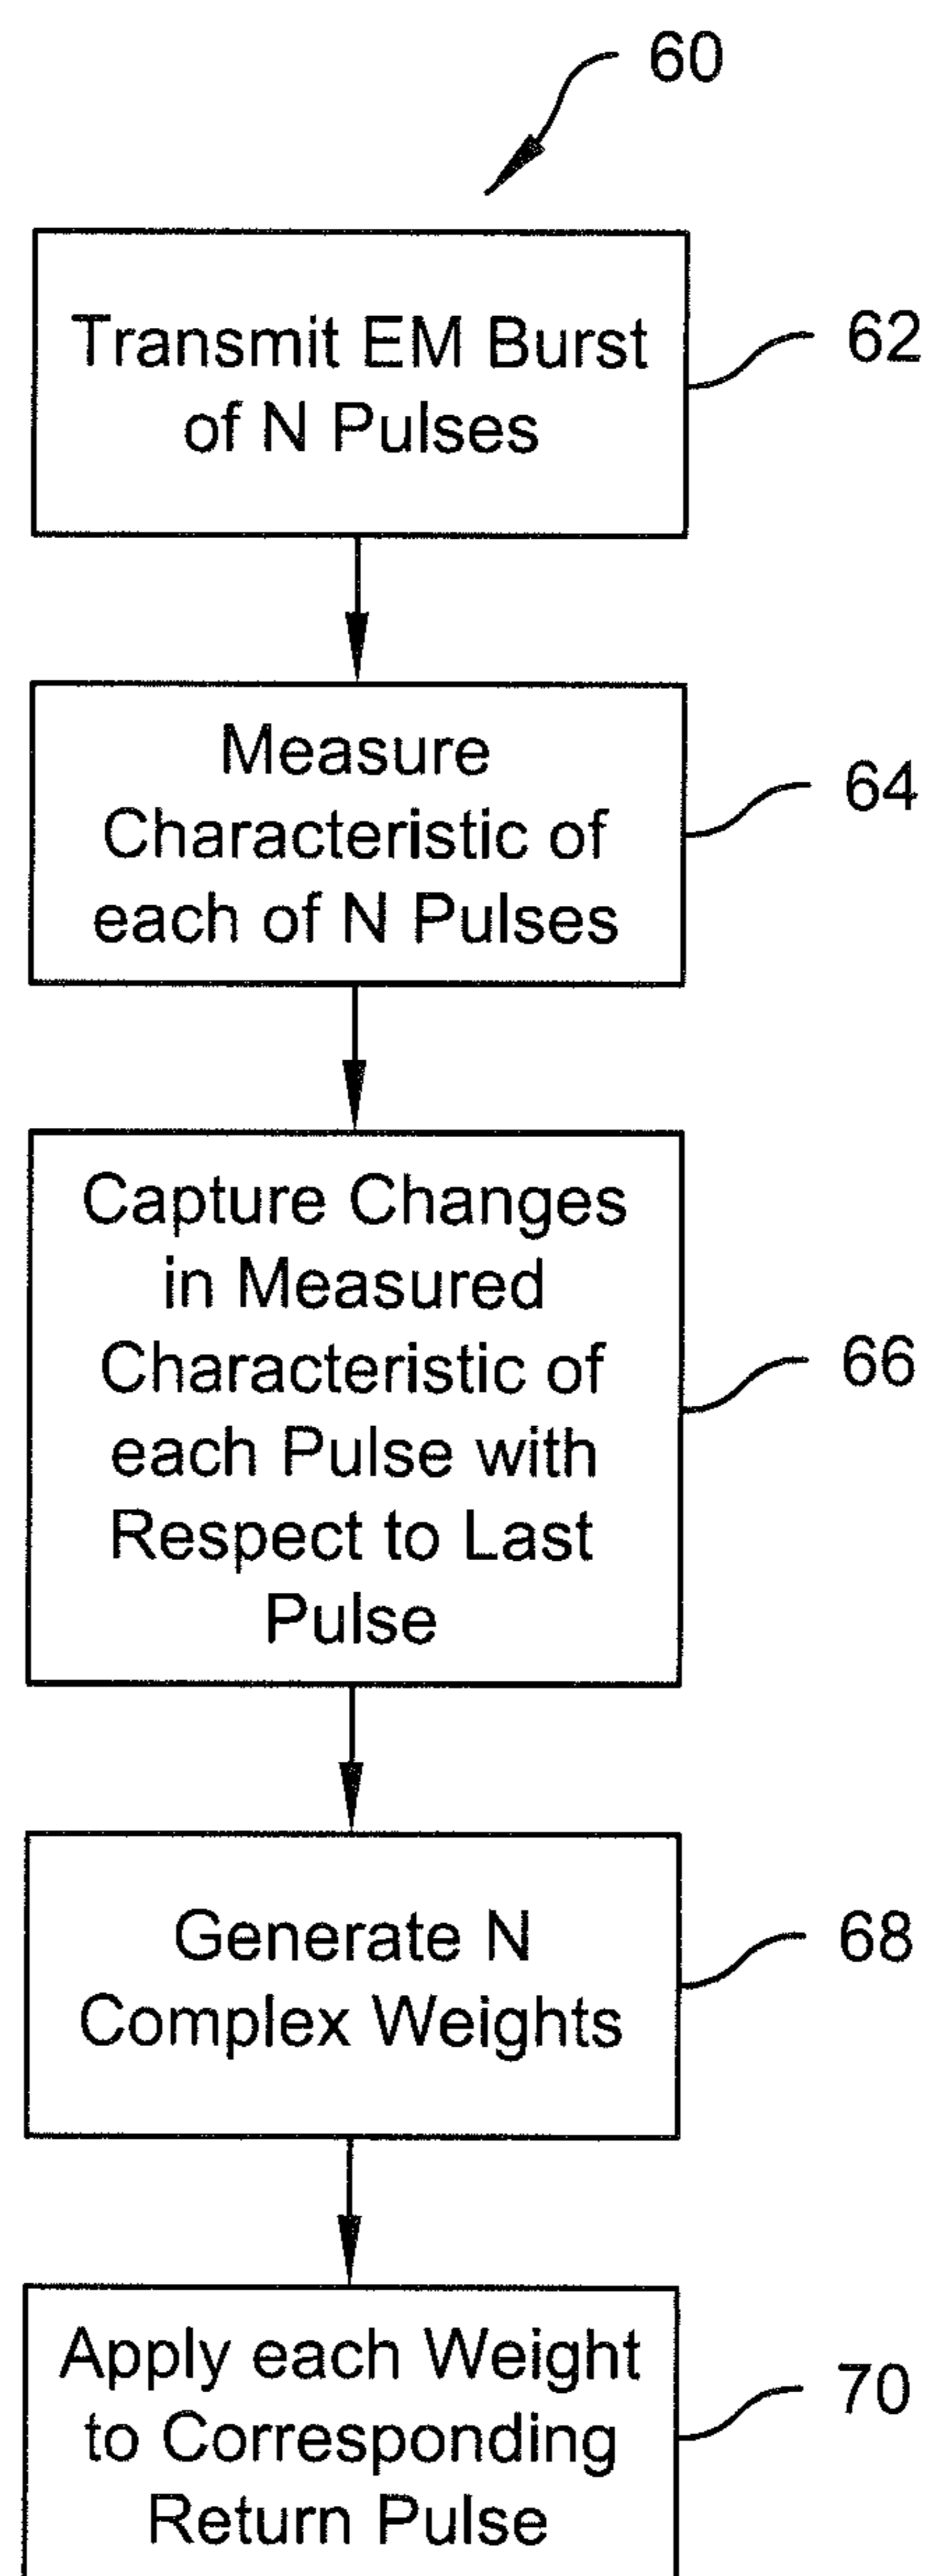 60
Transmit EM Burst
of N Pulses
62
Measure
Characteristic of
each of N Pulses
64
Capture Changes
in Measured
Characteristic of
each Pulse with
Respect to Last
Pulse
66
Generate N
Complex Weights
68
Apply each Weight
to Corresponding
Return Pulse
70